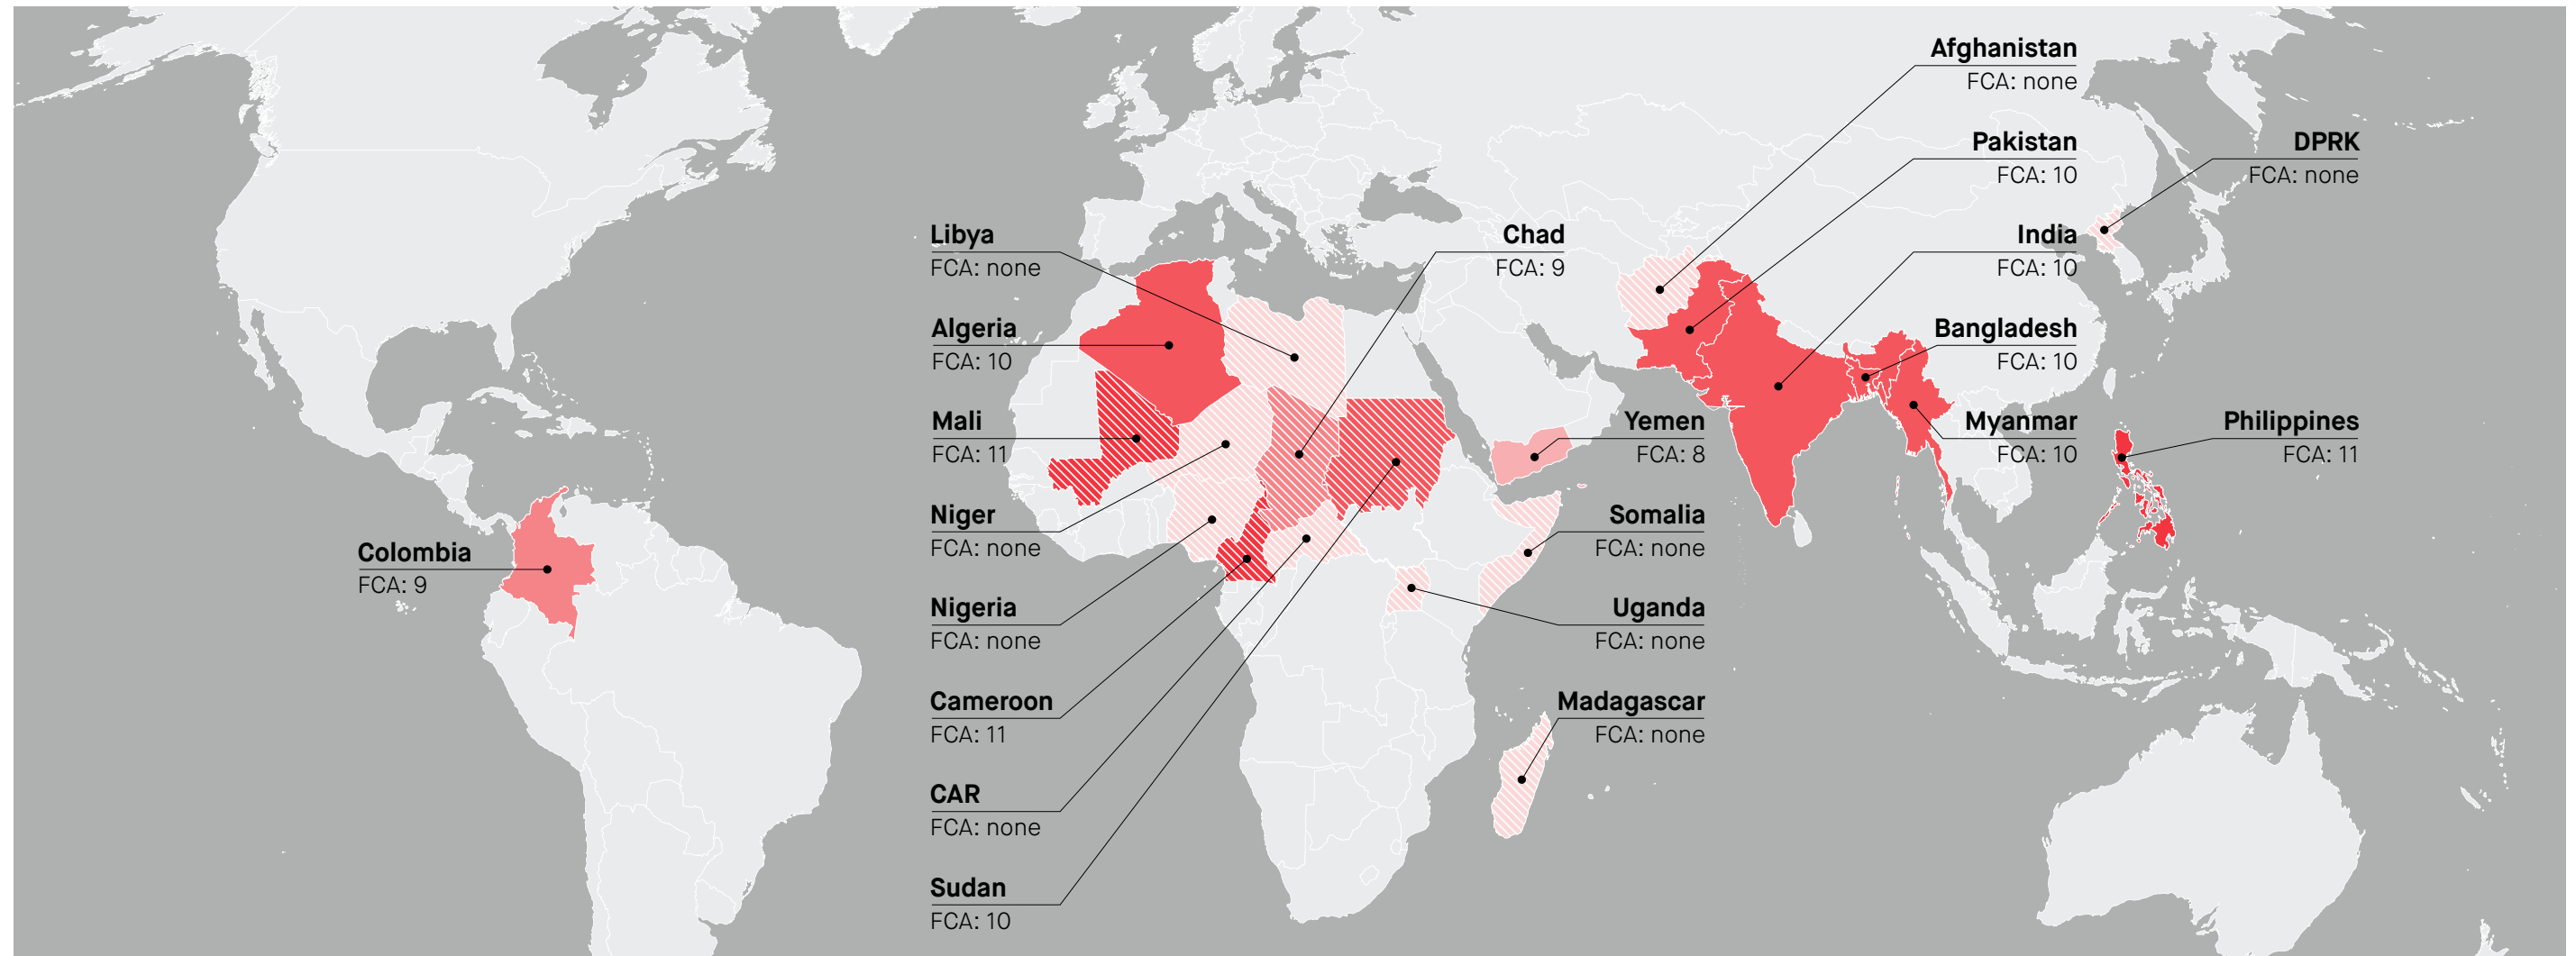 Afghanistan
FCA: none
Pakistan
FCA: 10
DPRK
FCA: none
Libya
FCA: none
Chad
FCA: 9
India
FCA: 10
Algeria
FCA: 10
Bangladesh
FCA: 10
Mali
FCA: 11
Yemen
FCA: 8
Myanmar
FCA: 10
Philippines
FCA: 11
Niger
FCA: none
Somalia
FCA: none
Colombia
FCA: 9
Nigeria
FCA: none
Uganda
FCA: none
Cameroon
FCA: 11
Madagascar
FCA: none
CAR
FCA: none
Sudan
FCA: 10